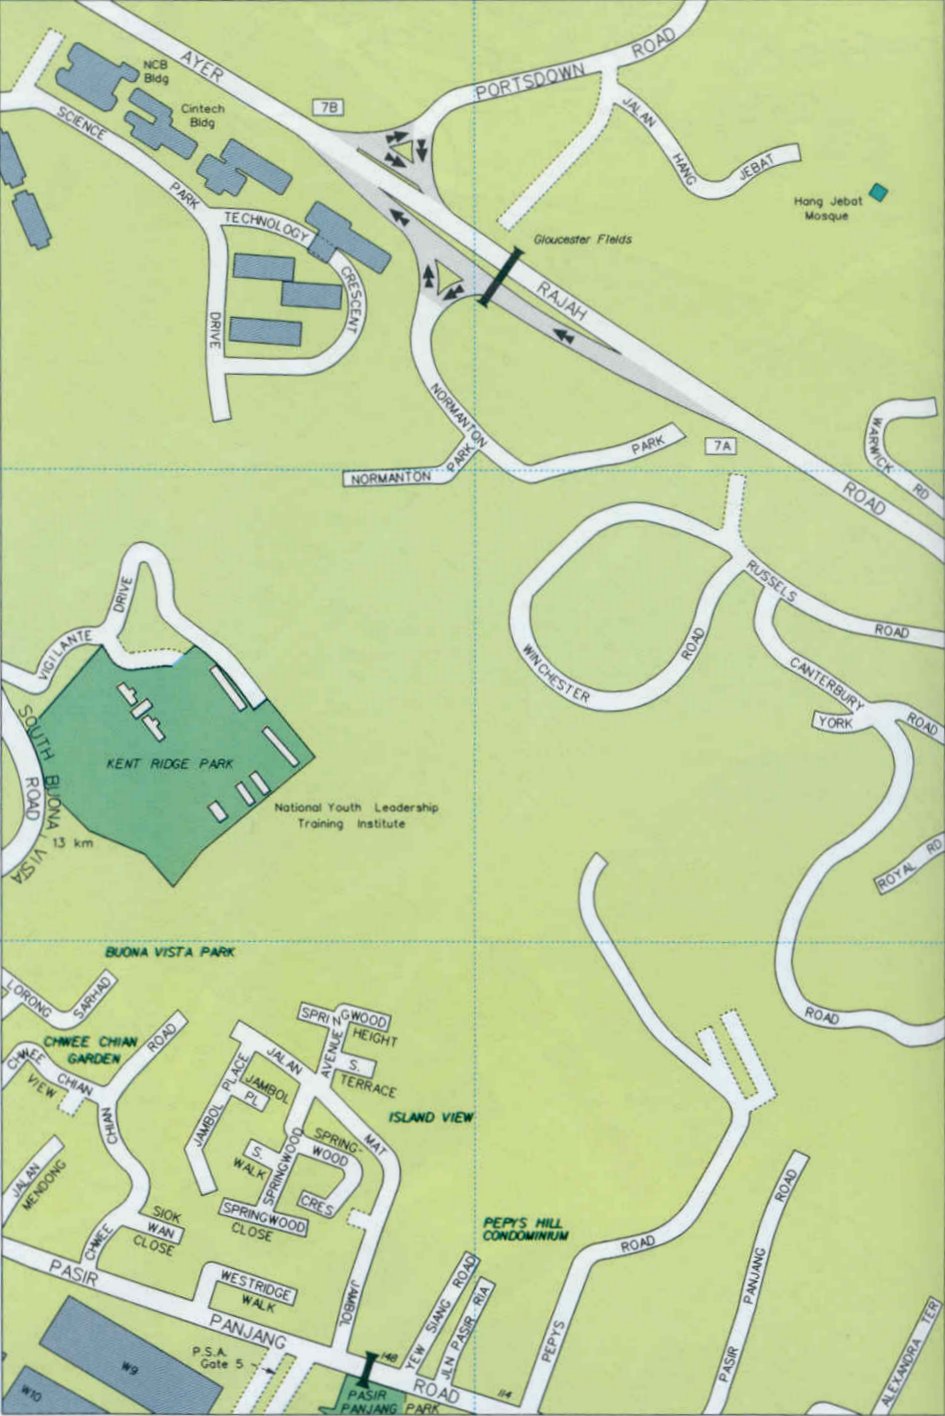 AYER
NCB
Bldg
Cintech
Bldg
7B
PORTSDOWN
ROAD
SCIENCE
PARK
DRIVE
TECHNOLOGY
CRESCENT
JALAN
HANG
JEBAT
Hang Jebat
Mosque
Gloucester Fields
RAJAH
NORMANTON
PARK
NORMANTON
PARK
7A
ROAD
WARWICK
RD
VIGILANTE
DRIVE
WINCHESTER
ROAD
RUSSELS
ROAD
CANTERBURY
ROAD
YORK
SOUTH BUONA VISTA
ROAD
KENT RIDGE PARK
13 km
National Youth Leadership
Training Institute
ROYAL RD
BUONA VISTA PARK
ROAD
LORONG
SARHAD
CHWEE CHIAN
GARDEN
CHWEE
CHIAN
VIEW
ROAD
CHIAN
CHWEE
SPRINGWOOD
HEIGHT
AVENUE
S.
TERRACE
JALAN
MAT
JAMBOL
JAMBOL
PL
JAMBOL
PLACE
ISLAND VIEW
SPRING-
WOOD
CRES
S.
WALK
SPRINGWOOD
SPRINGWOOD
CLOSE
JALAN
MENDONG
SIOK
WAN
CLOSE
WESTRIDGE
WALK
PEPYS HILL
CONDOMINIUM
PASIR
PANJANG
ROAD
P.S.A.
Gate 5
W9
W10
148
PASIR
PANJANG PARK
YEW SIANG ROAD
JLN PASIR RIA
114
PEPYS
ROAD
PASIR
PANJANG
ROAD
ALEXANDRA TER